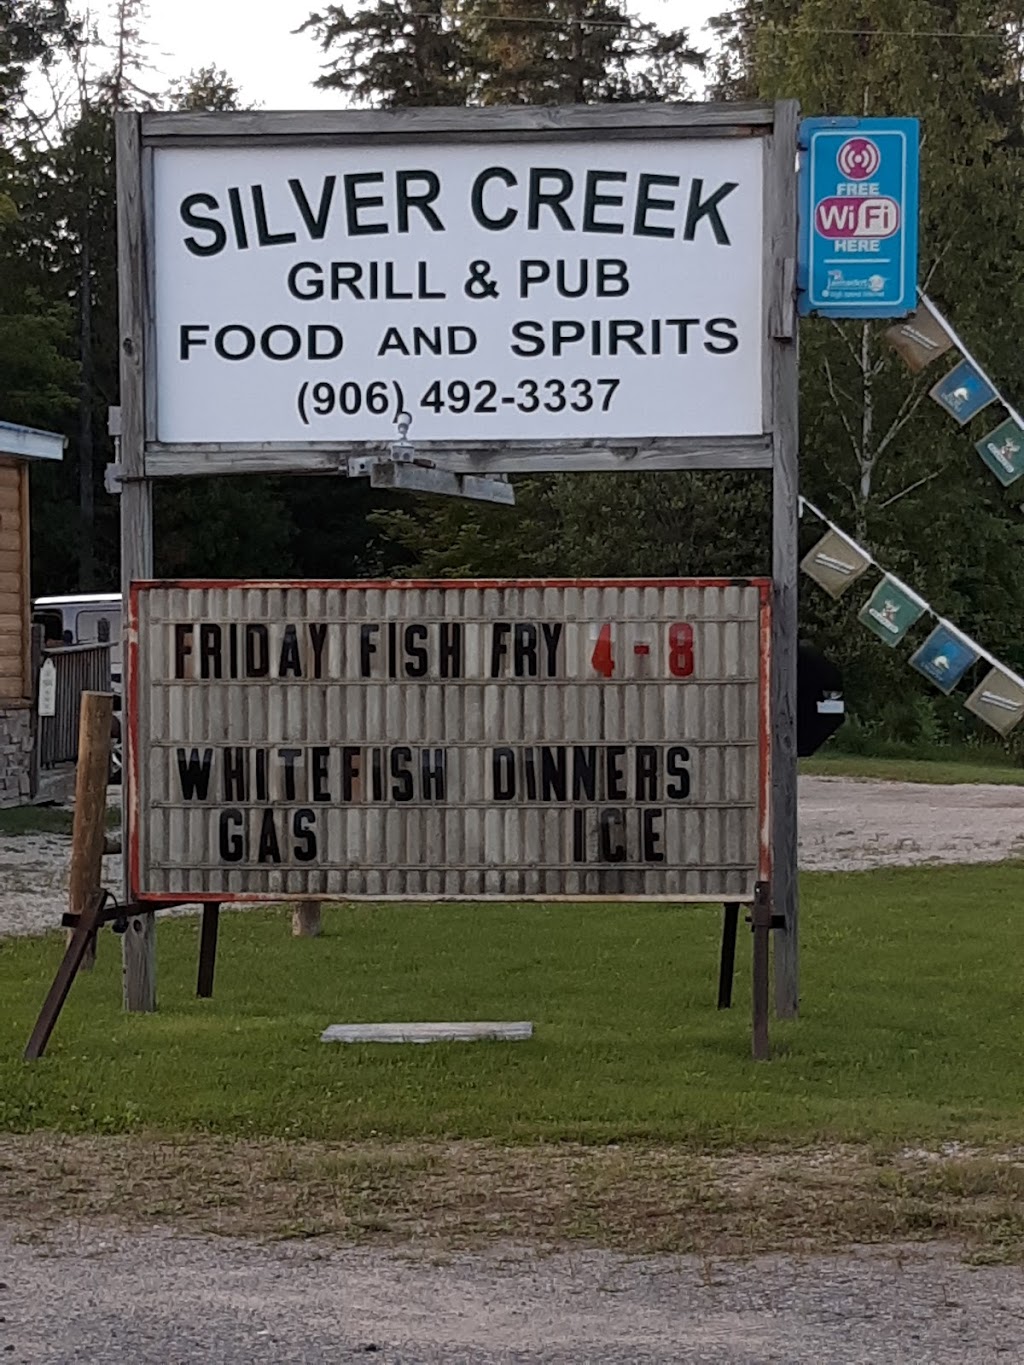 SILVER CREEK
GRILL & PUB
FOOD AND SPIRITS
(906) 492-3337
FREE
WiFi
HERE
FRIDAY FISH FRY 4-8
WHITEFISH DINNERS
GAS ICE